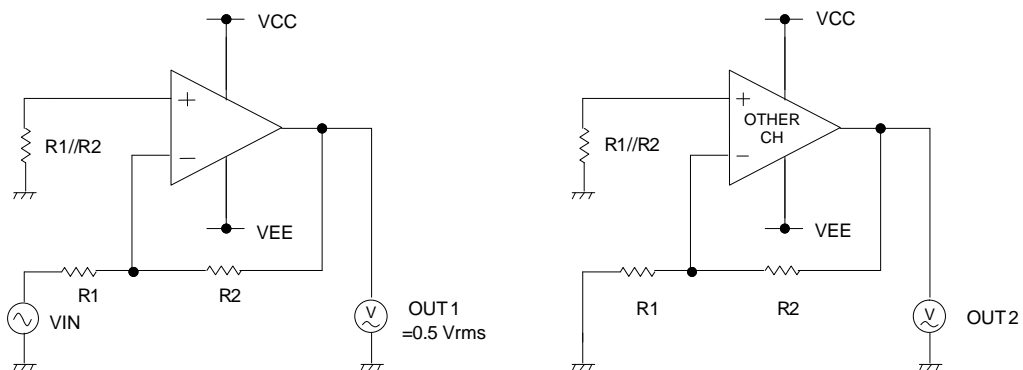 VCC
+
R1//R2
−
VEE
R1
R2
VIN
V
OUT1
=0.5 Vrms
VCC
+
OTHER
CH
R1//R2
−
VEE
R1
R2
V
OUT2